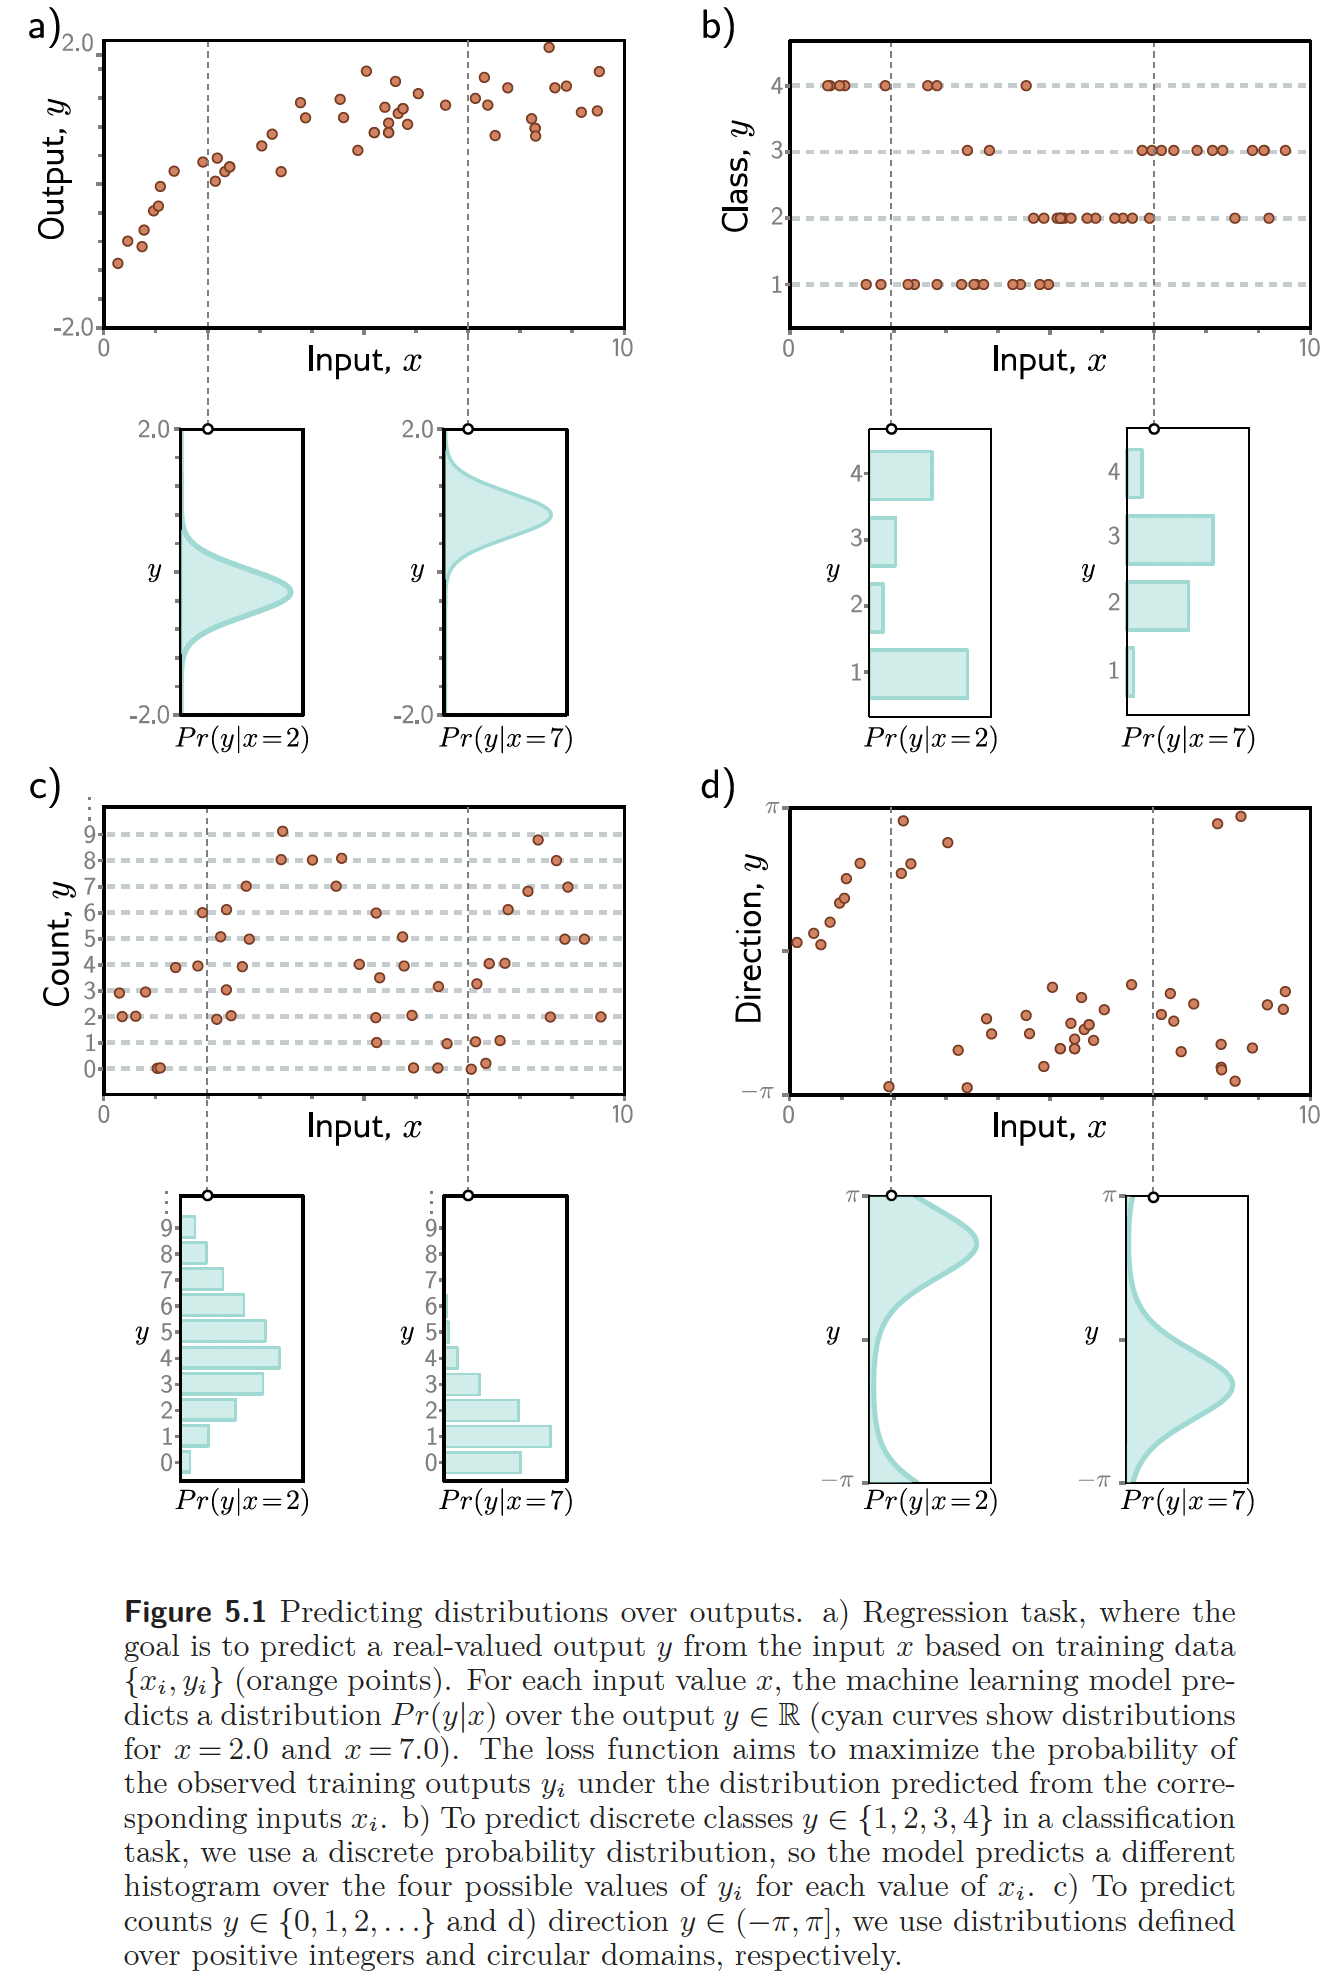 a)
2.0
Output, y
-2.0
0
Input, x
10
2.0
y
-2.0
Pr(y|x=2)
2.0
y
-2.0
Pr(y|x=7)
b)
4
3
Class, y
2
1
0
Input, x
10
4
3
y
2
1
Pr(y|x=2)
4
3
y
2
1
Pr(y|x=7)
c)
9
8
7
6
Count, y
5
4
3
2
1
0
0
Input, x
10
9
8
7
6
y
5
4
3
2
1
0
Pr(y|x=2)
9
8
7
6
y
5
4
3
2
1
0
Pr(y|x=7)
d)
π
Direction, y
−π
0
Input, x
10
π
y
−π
Pr(y|x=2)
π
y
−π
Pr(y|x=7)
Figure 5.1 Predicting distributions over outputs. a) Regression task, where the
goal is to predict a real-valued output y from the input x based on training data
{xᵢ, yᵢ} (orange points). For each input value x, the machine learning model pre-
dicts a distribution Pr(y|x) over the output y ∈ ℝ (cyan curves show distributions
for x=2.0 and x=7.0). The loss function aims to maximize the probability of
the observed training outputs yᵢ under the distribution predicted from the corre-
sponding inputs xᵢ. b) To predict discrete classes y ∈ {1, 2, 3, 4} in a classification
task, we use a discrete probability distribution, so the model predicts a different
histogram over the four possible values of yᵢ for each value of xᵢ. c) To predict
counts y ∈ {0, 1, 2, ...} and d) direction y ∈ (−π, π], we use distributions defined
over positive integers and circular domains, respectively.